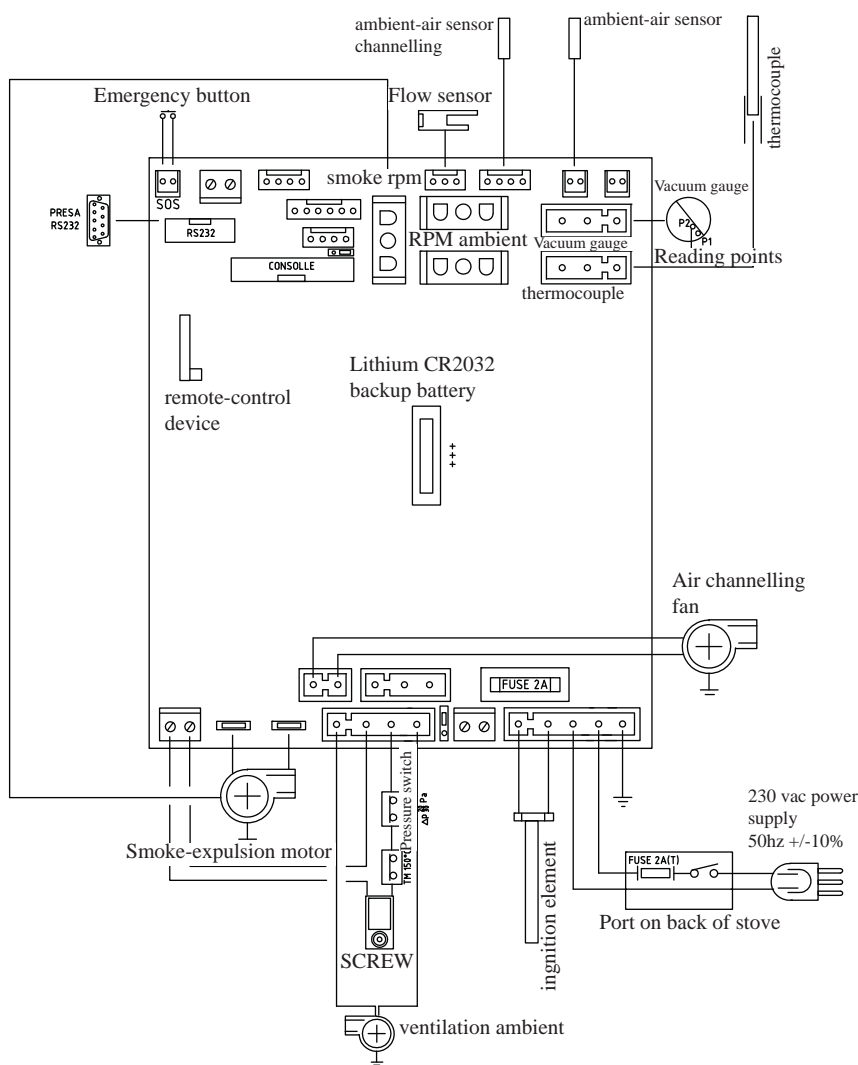 ambient-air sensor
channelling
ambient-air sensor
thermocouple
Emergency button
Flow sensor
SOS
smoke rpm
PRESA
RS232
RS232
CONSOLLE
RPM ambient
Vacuum gauge
Vacuum gauge
P2
P1
Reading points
thermocouple
Lithium CR2032
backup battery
+++
remote-control
device
Air channelling
fan
FUSE 2A
Pressure switch
TM 150°C
Smoke-expulsion motor
SCREW
ventilation ambient
ingnition element
230 vac power
supply
50hz +/-10%
FUSE 2A(T)
Port on back of stove